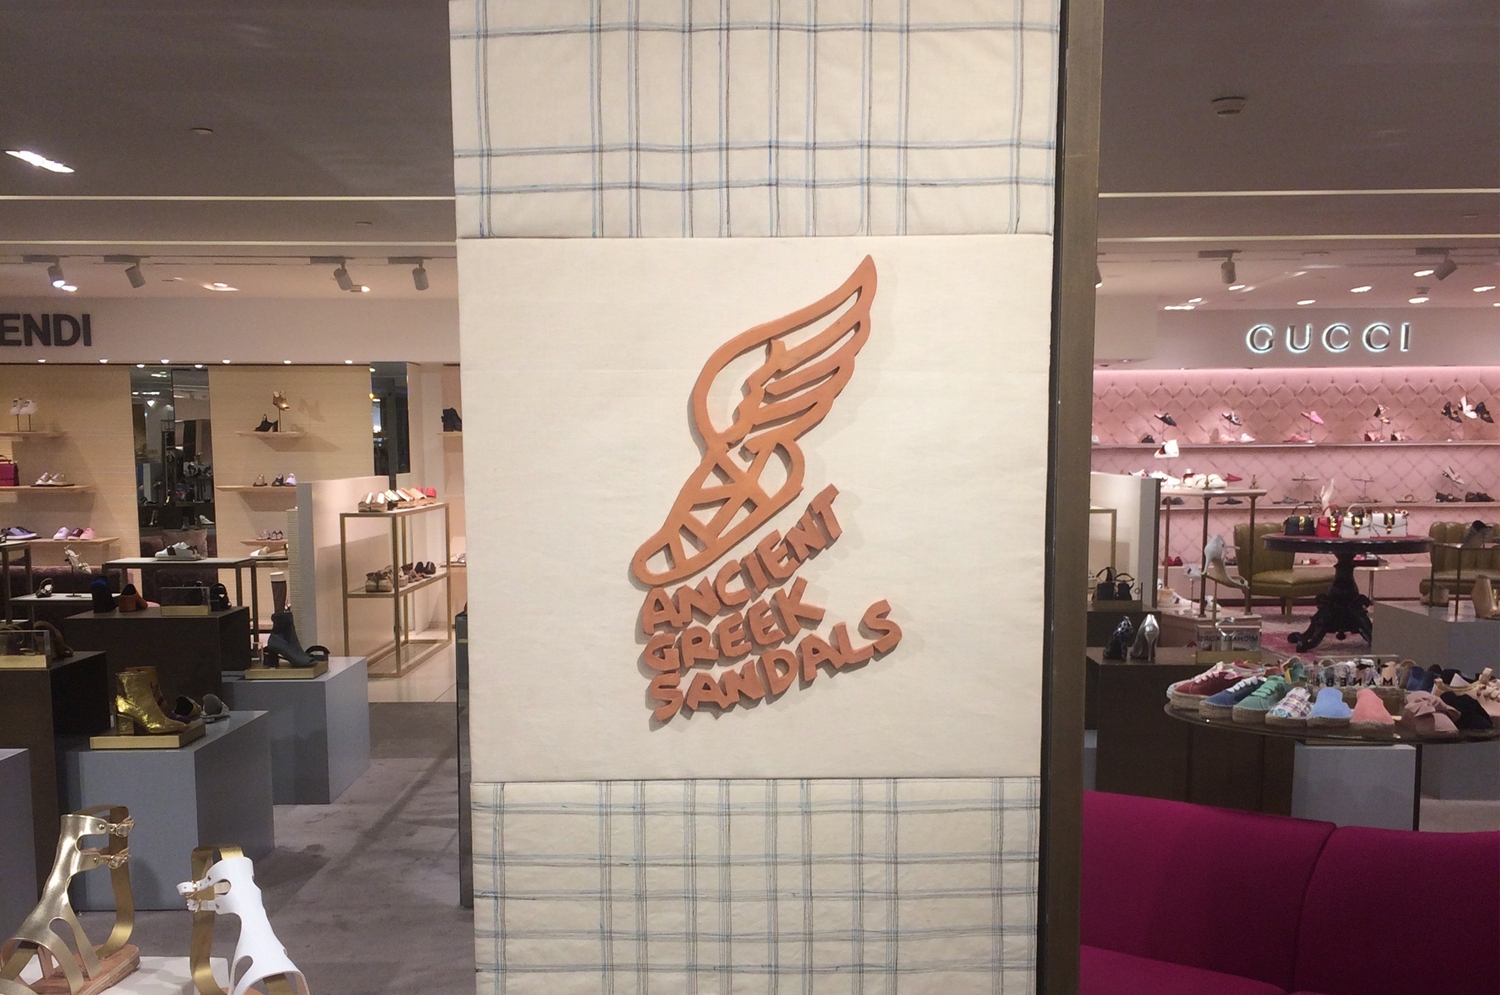 ENDI
GUCCI
ANCIENT
GREEK
SANDALS